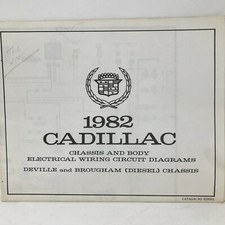 1982
CADILLAC
CHASSIS AND BODY
ELECTRICAL WIRING CIRCUIT DIAGRAMS
DEVILLE and BROUGHAM (DIESEL) CHASSIS